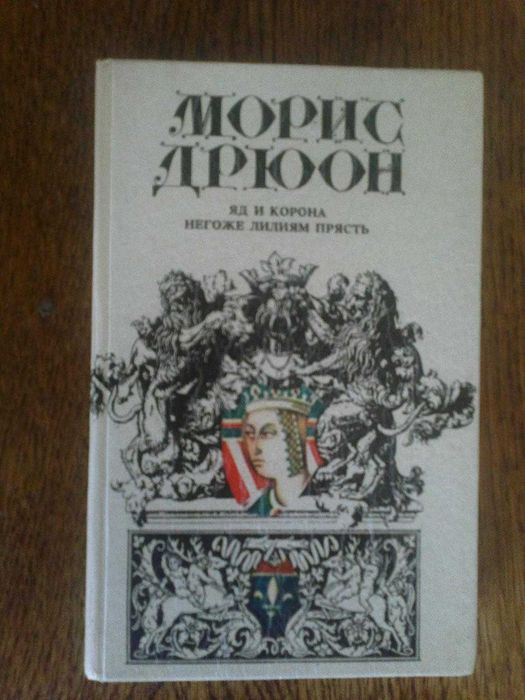 МОРИС
ДРЮОН
ЯД И КОРОНА
НЕГОЖЕ ЛИЛИЯМ ПРЯСТЬ